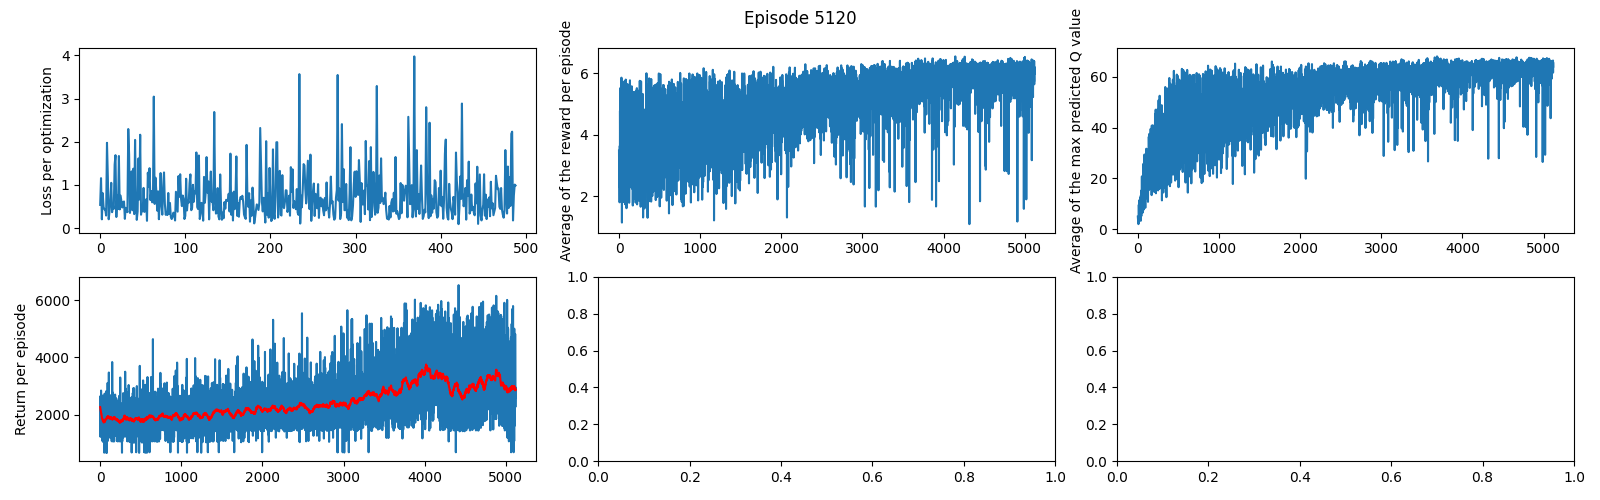 Episode 5120
Loss per optimization
4
3
2
1
0
0 100 200 300 400 500
Average of the reward per episode
6
4
2
0 1000 2000 3000 4000 5000
Average of the max predicted Q value
60
40
20
0
0 1000 2000 3000 4000 5000
Return per episode
6000
4000
2000
0 1000 2000 3000 4000 5000
1.0
0.8
0.6
0.4
0.2
0.0
0.0 0.2 0.4 0.6 0.8 1.0
1.0
0.8
0.6
0.4
0.2
0.0
0.0 0.2 0.4 0.6 0.8 1.0